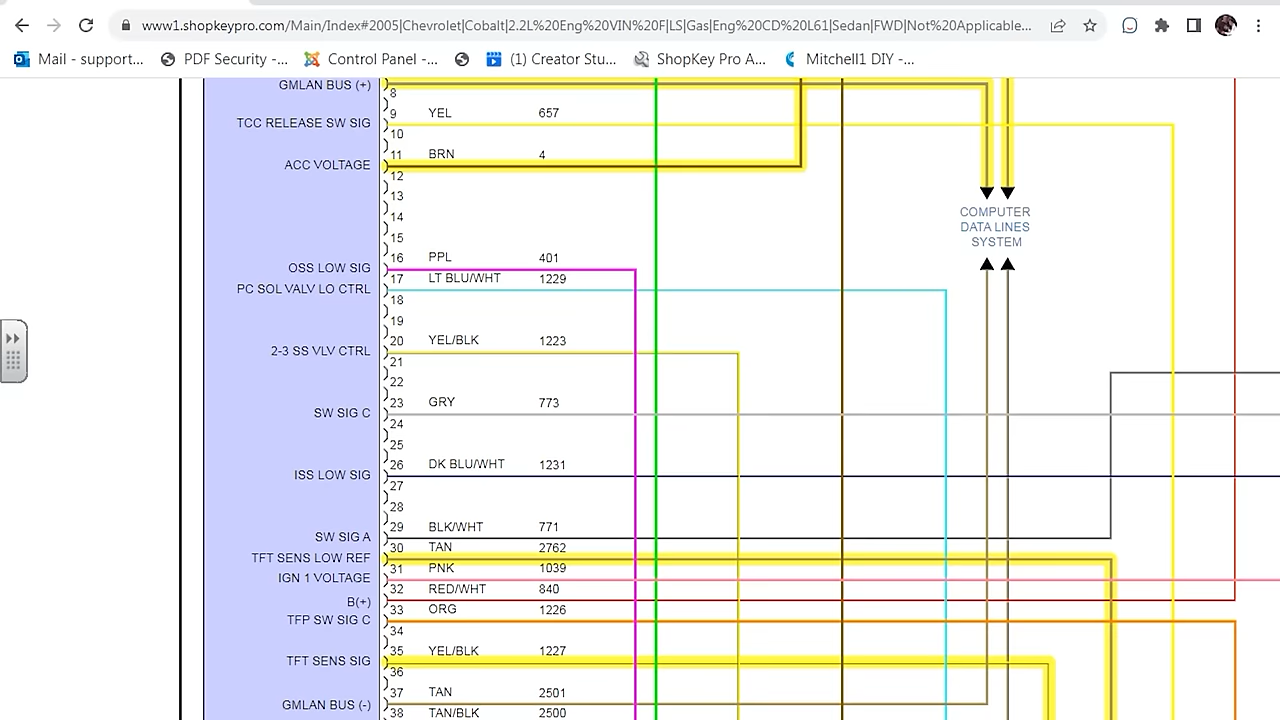 www1.shopkeypro.com/Main/Index#2005|Chevrolet|Cobalt|2.2L%20Eng%20VIN%20F|LS|Gas|Eng%20CD%20L61|Sedan|FWD|Not%20Applicable...
Mail - support... PDF Security -... Control Panel -... (1) Creator Stu... ShopKey Pro A... Mitchell1 DIY -...
GMLAN BUS (+) 8
9 YEL 657
TCC RELEASE SW SIG 10
11 BRN 4
ACC VOLTAGE 12
13
14
15
COMPUTER
DATA LINES
SYSTEM
16 PPL 401
OSS LOW SIG 17 LT BLU/WHT 1229
PC SOL VALV LO CTRL 18
19
20 YEL/BLK 1223
2-3 SS VLV CTRL 21
22
23 GRY 773
SW SIG C 24
25
26 DK BLU/WHT 1231
ISS LOW SIG 27
28
29 BLK/WHT 771
SW SIG A 30 TAN 2762
TFT SENS LOW REF 31 PNK 1039
IGN 1 VOLTAGE 32 RED/WHT 840
B(+) 33 ORG 1226
TFP SW SIG C 34
35 YEL/BLK 1227
TFT SENS SIG 36
37 TAN 2501
GMLAN BUS (-) 38 TAN/BLK 2500